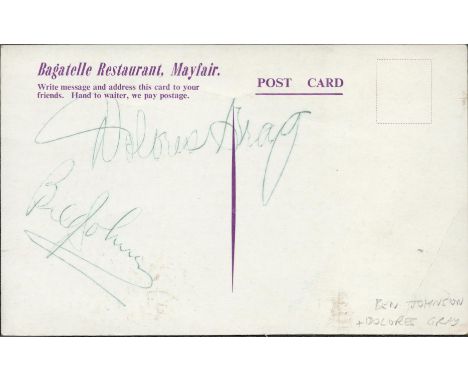 Bagatelle Restaurant, Mayfair.
Write message and address this card to your
friends. Hand to waiter, we pay postage.
POST CARD
Dolores Gray
Bill Johnson
BEN JOHNSON
+ DOLORES GRAY